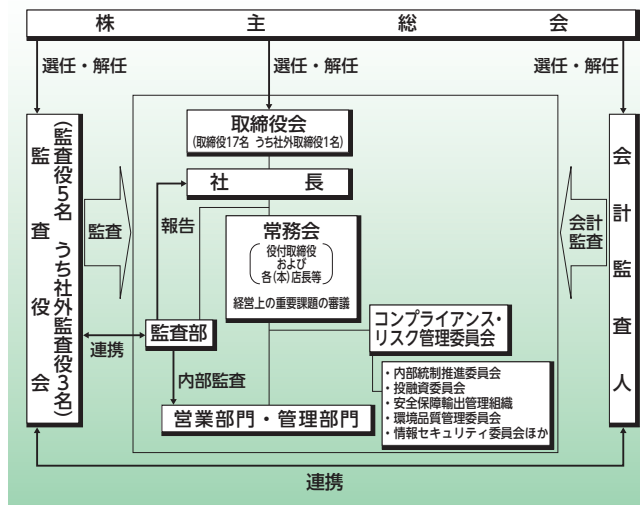 株主総会
選任・解任
選任・解任
選任・解任
取締役会
(取締役17名 うち社外取締役1名)
社長
監査役会
(監査役5名 うち社外監査役3名)
会計監査人
監査
報告
会計
監査
常務会
役付取締役
および
各(本)店長等
経営上の重要課題の審議
監査部
連携
コンプライアンス・
リスク管理委員会
内部監査
・内部統制推進委員会
・投融資委員会
・安全保障輸出管理組織
・環境品質管理委員会
・情報セキュリティ委員会ほか
営業部門・管理部門
連携